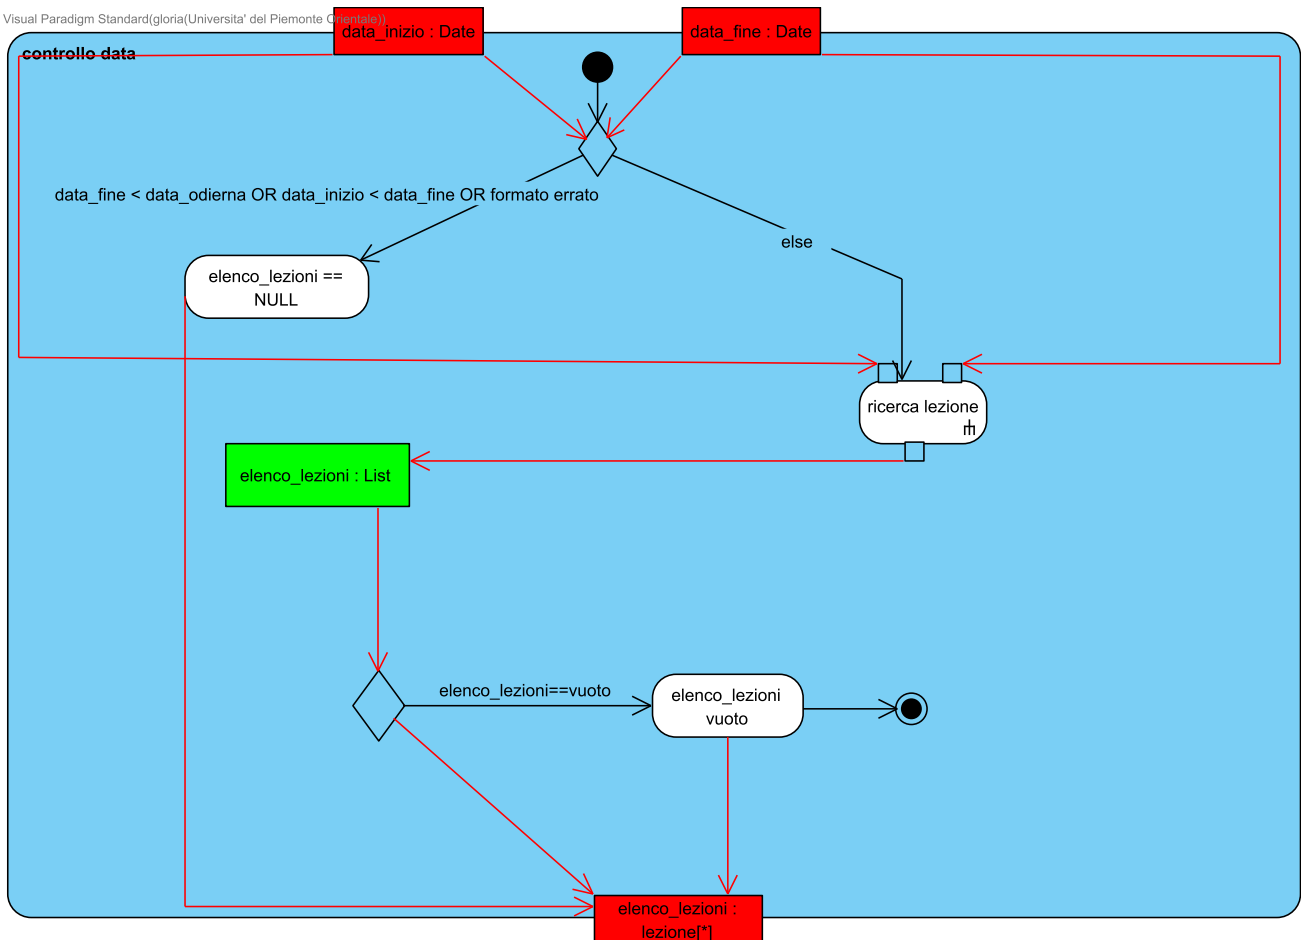 Visual Paradigm Standard(gloria(Universita' del Piemonte Orientale))
data_inizio : Date
data_fine : Date
controllo data
data_fine < data_odierna OR data_inizio < data_fine OR formato errato
else
elenco_lezioni ==
NULL
ricerca lezione
elenco_lezioni : List
elenco_lezioni==vuoto
elenco_lezioni
vuoto
elenco_lezioni :
lezione[*]